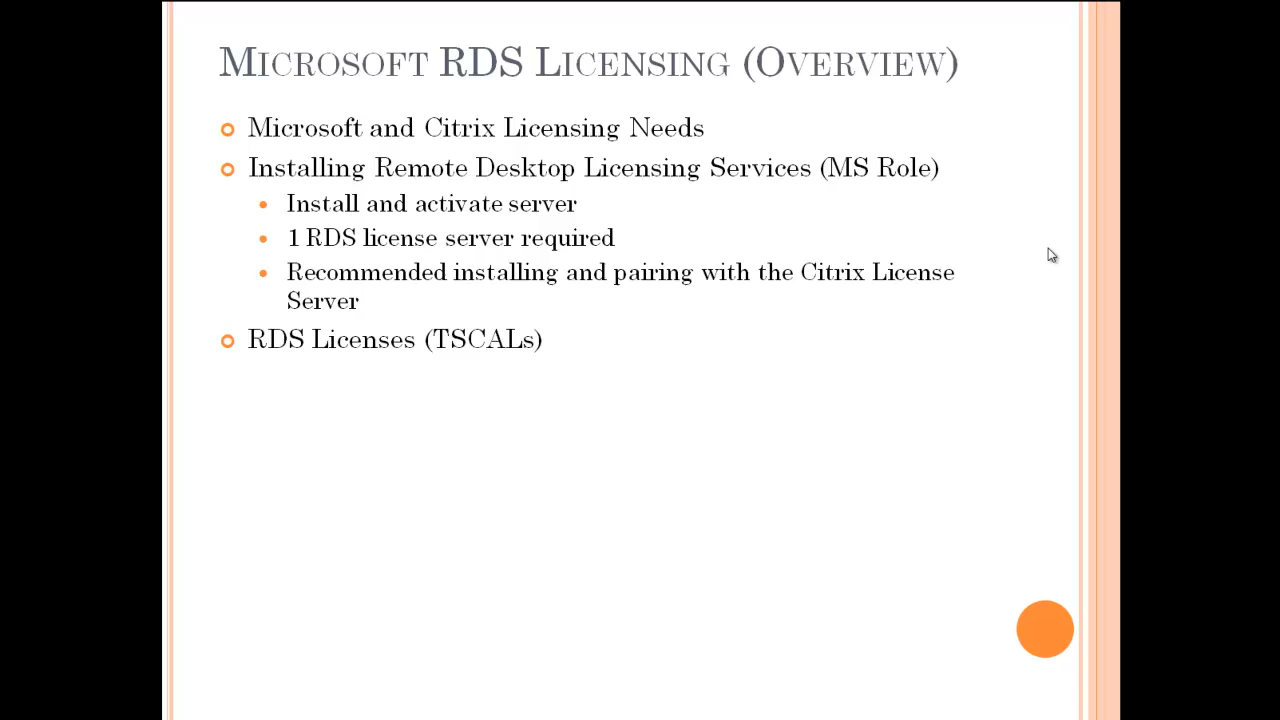 Microsoft RDS Licensing (Overview)
Microsoft and Citrix Licensing Needs
Installing Remote Desktop Licensing Services (MS Role)
Install and activate server
1 RDS license server required
Recommended installing and pairing with the Citrix License
Server
RDS Licenses (TSCALs)